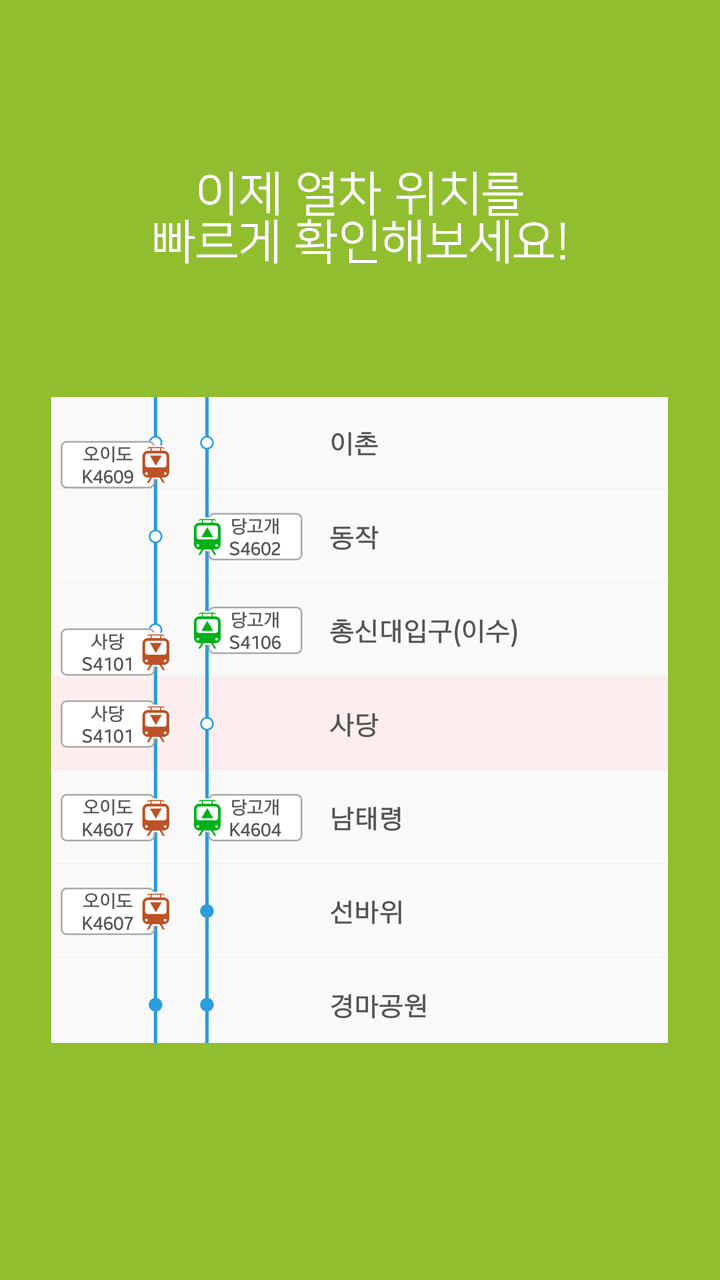 이제 열차 위치를
빠르게 확인해보세요!
오이도
K4609
이촌
당고개
S4602
동작
사당
S4101
당고개
S4106
총신대입구(이수)
사당
S4101
사당
오이도
K4607
당고개
K4604
남태령
오이도
K4607
선바위
경마공원